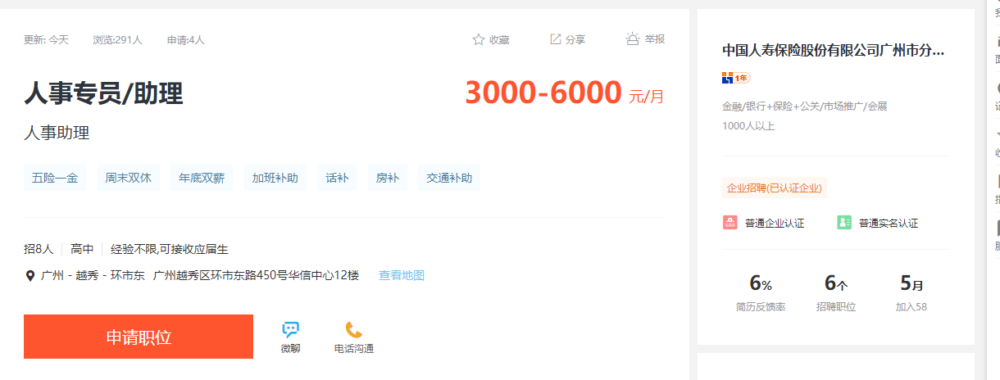 更新: 今天 浏览:291人 申请:4人 收藏 分享 举报
人事专员/助理 3000-6000 元/月
人事助理
五险一金 周末双休 年底双薪 加班补助 话补 房补 交通补助
招8人 高中 经验不限,可接收应届生
广州 - 越秀 - 环市东 广州越秀区环市东路450号华信中心12楼 查看地图
申请职位 微聊 电话沟通
中国人寿保险股份有限公司广州市分...
1年
金融/银行+保险+公关/市场推广/会展
1000人以上
企业招聘(已认证企业)
普通企业认证 普通实名认证
6% 6个 5月
简历反馈率 招聘职位 加入58